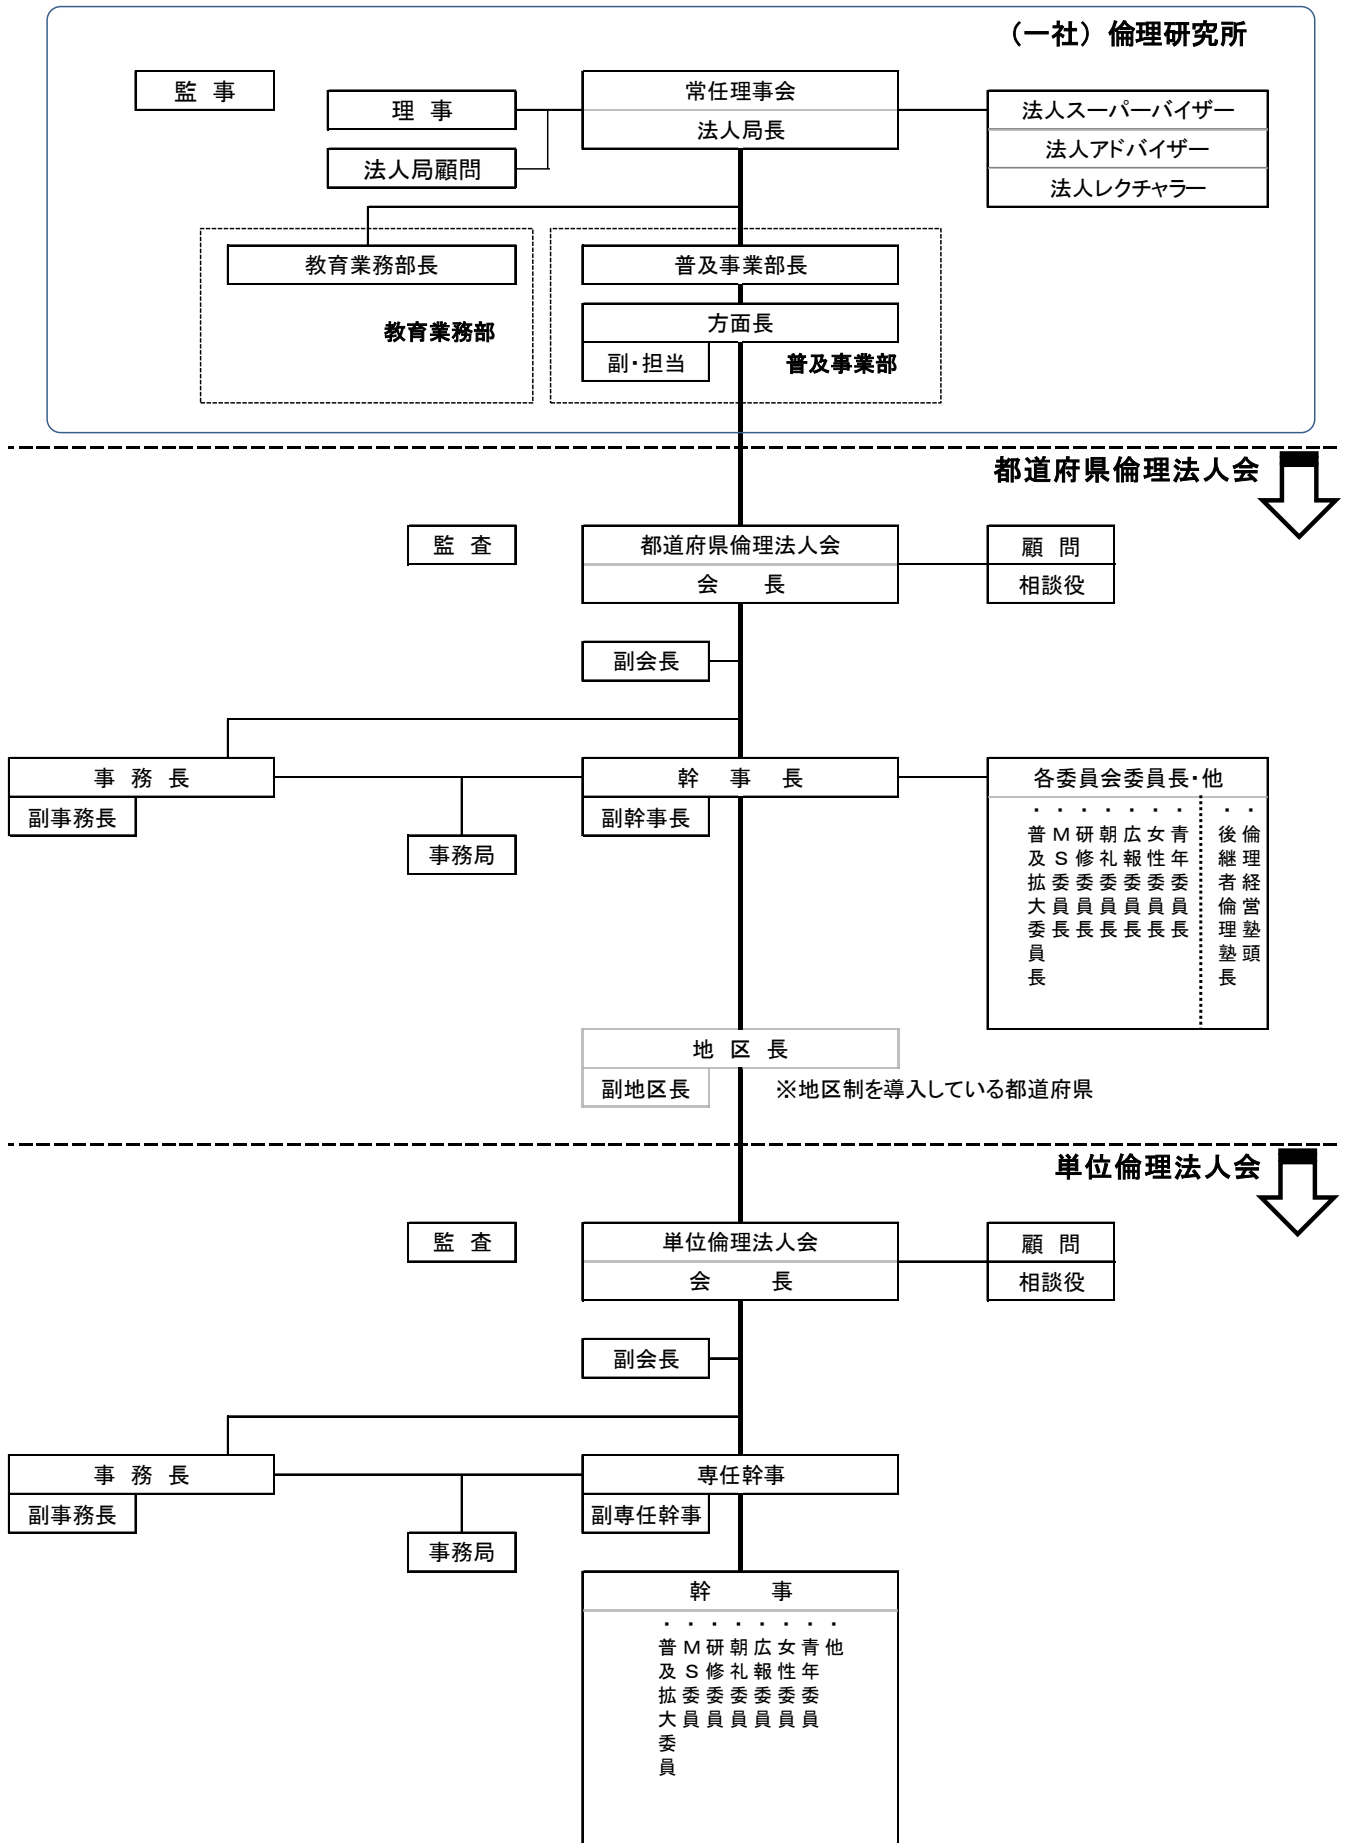 （一社）倫理研究所
監　事
理　事
法人局顧問
常任理事会
法人局長
法人スーパーバイザー
法人アドバイザー
法人レクチャラー
教育業務部長
教育業務部
普及事業部長
方面長
副・担当
普及事業部
都道府県倫理法人会
監　査
都道府県倫理法人会
会　　長
顧　問
相談役
副会長
事　務　長
副事務長
事務局
幹　事　長
副幹事長
各委員会委員長・他
・普及拡大委員長
・ＭＳ委員長
・研修委員長
・朝礼委員長
・広報委員長
・女性委員長
・青年委員長
・後継者倫理塾長
・倫理経営塾頭
地　区　長
副地区長
※地区制を導入している都道府県
単位倫理法人会
監　査
単位倫理法人会
会　　長
顧　問
相談役
副会長
事　務　長
副事務長
事務局
専任幹事
副専任幹事
幹　　事
・普及拡大委員
・ＭＳ委員
・研修委員
・朝礼委員
・広報委員
・女性委員
・青年委員
・他